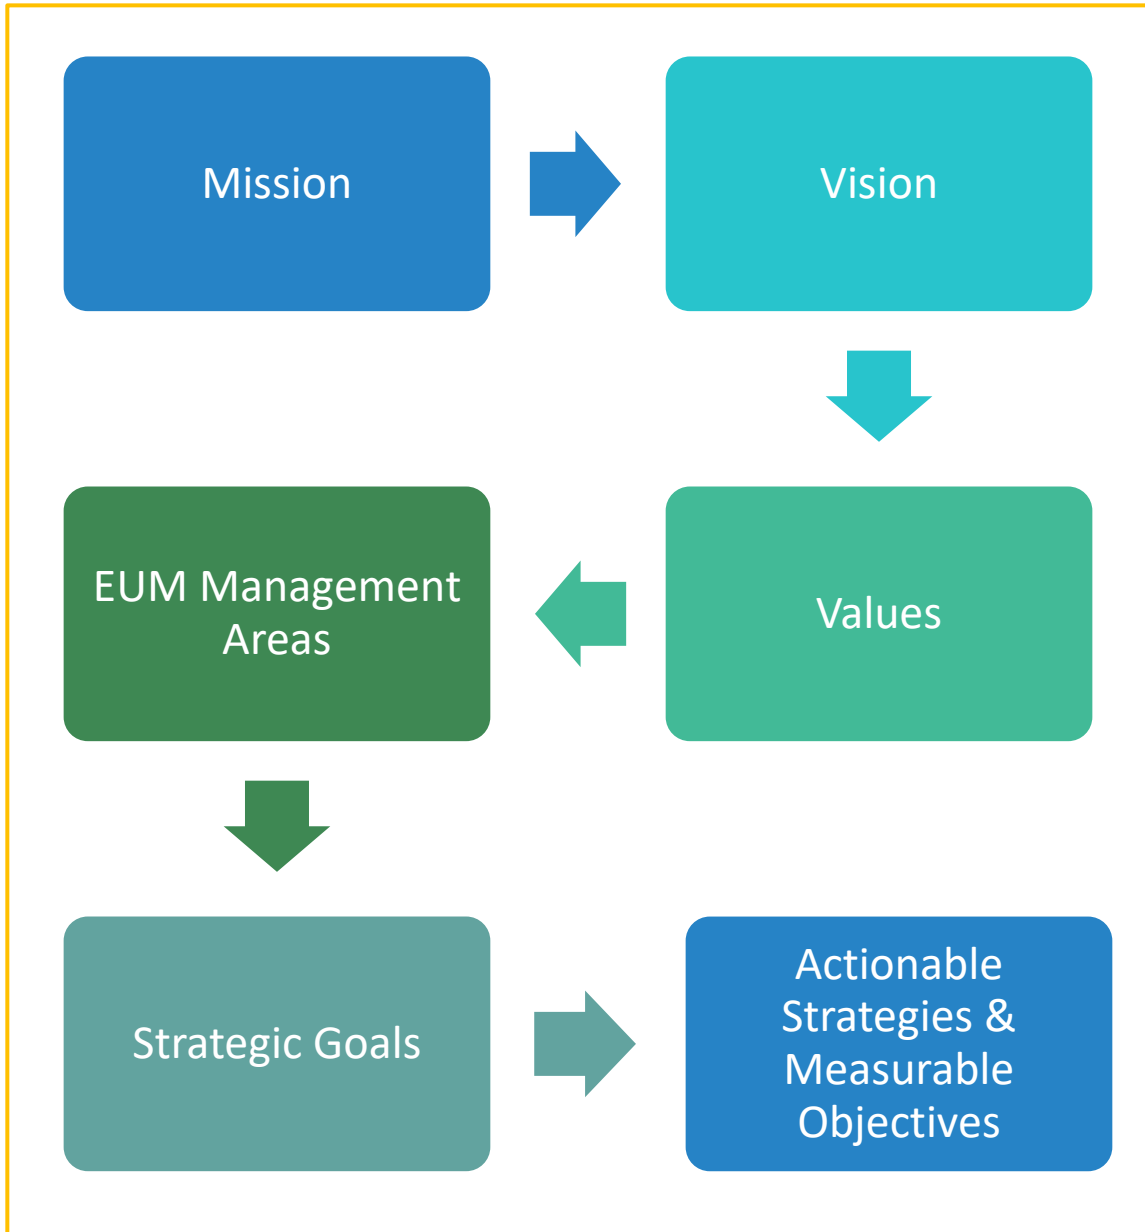 Mission
Vision
Values
EUM Management
Areas
Strategic Goals
Actionable
Strategies &
Measurable
Objectives